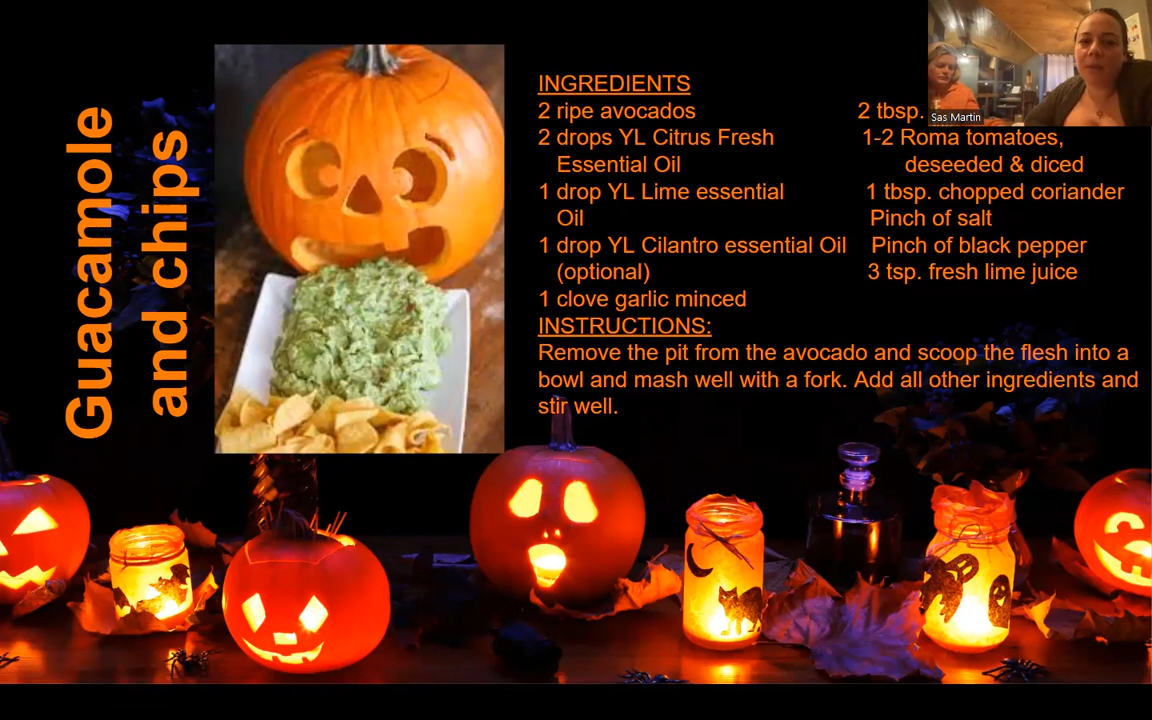 Guacamole
and chips
INGREDIENTS
2 ripe avocados
2 drops YL Citrus Fresh
Essential Oil
1 drop YL Lime essential
Oil
1 drop YL Cilantro essential Oil
(optional)
1 clove garlic minced
2 tbsp.
1-2 Roma tomatoes,
deseeded & diced
1 tbsp. chopped coriander
Pinch of salt
Pinch of black pepper
3 tsp. fresh lime juice
INSTRUCTIONS:
Remove the pit from the avocado and scoop the flesh into a
bowl and mash well with a fork. Add all other ingredients and
stir well.
Sas Martin